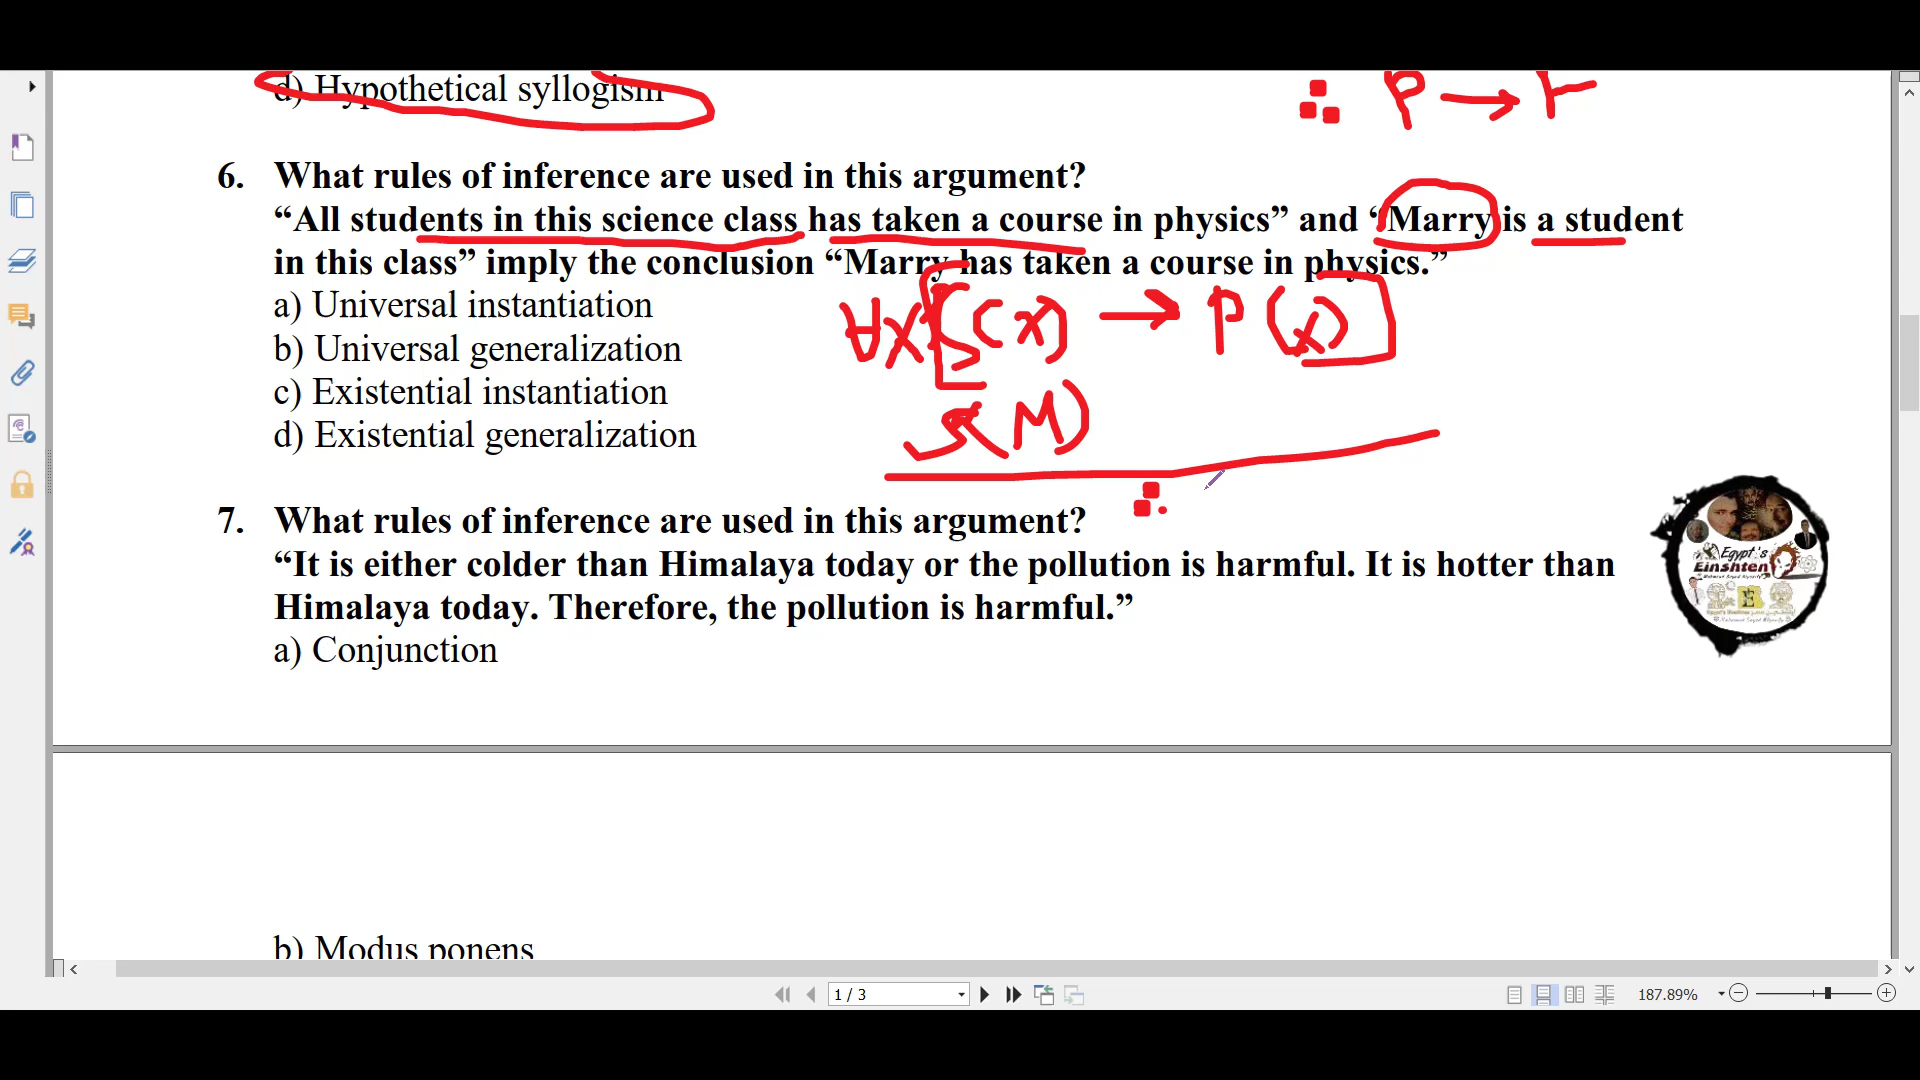 d) Hypothetical syllogism
∴ P → r
6. What rules of inference are used in this argument?
“All students in this science class has taken a course in physics” and “Marry is a student
in this class” imply the conclusion “Marry has taken a course in physics.”
a) Universal instantiation
∀x [S(x) → P(x)]
b) Universal generalization
c) Existential instantiation
S(M)
d) Existential generalization
∴
7. What rules of inference are used in this argument?
“It is either colder than Himalaya today or the pollution is harmful. It is hotter than
Himalaya today. Therefore, the pollution is harmful.”
a) Conjunction
Egypt's
Einshten
E
b) Modus ponens
1 / 3
187.89%